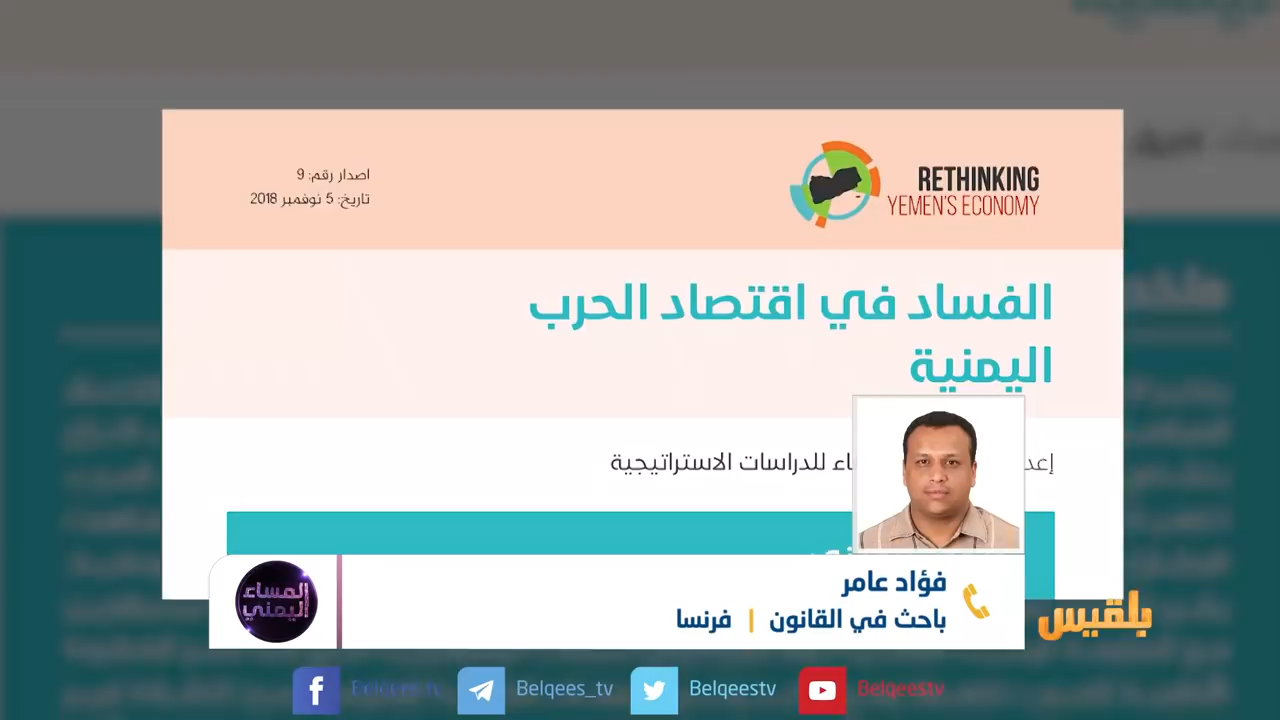 RETHINKING
YEMEN'S ECONOMY
اصدار رقم: 9
تاريخ: 5 نوفمبر 2018
الفساد في اقتصاد الحرب
اليمنية
للدراسات الاستراتيجية
فؤاد عامر
باحث في القانون | فرنسا
المساء
اليمني
بلقيس
Belqees_tv
Belqees_tv
Belqeestv
Belqeestv